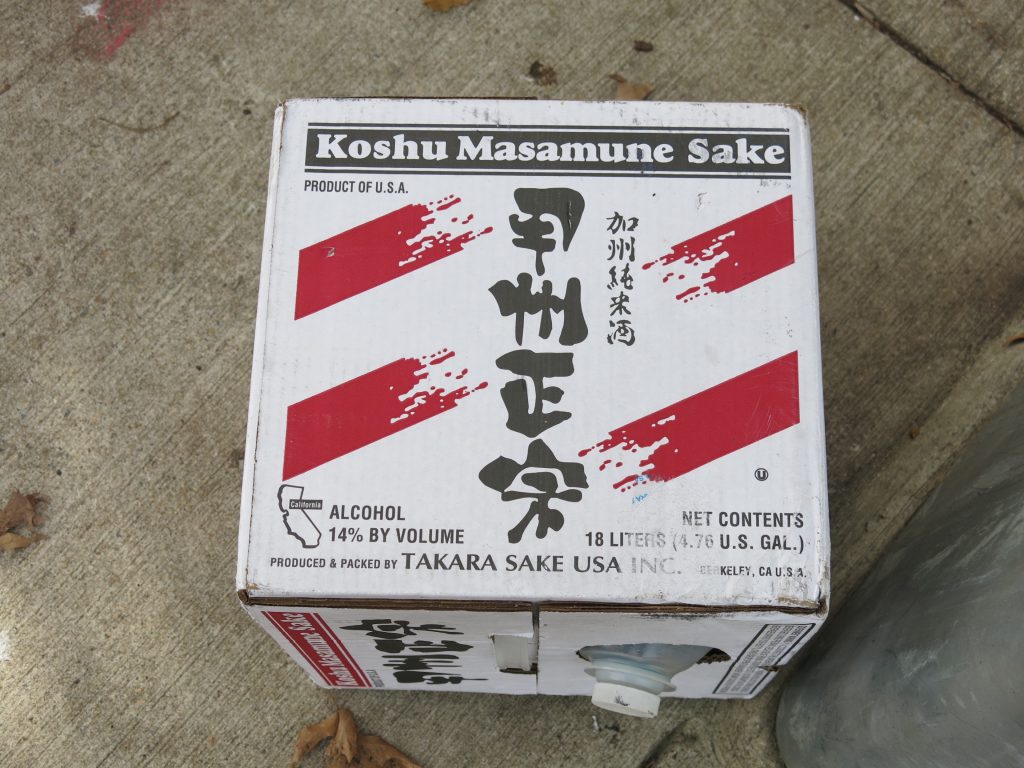 Koshu Masamune Sake
PRODUCT OF U.S.A.
甲州正宗
加州純米酒
California
ALCOHOL
14% BY VOLUME
U
NET CONTENTS
18 LITERS (4.76 U.S. GAL.)
PRODUCED & PACKED BY TAKARA SAKE USA INC. BERKELEY, CA U.S.A.
Koshu Masamune Sake